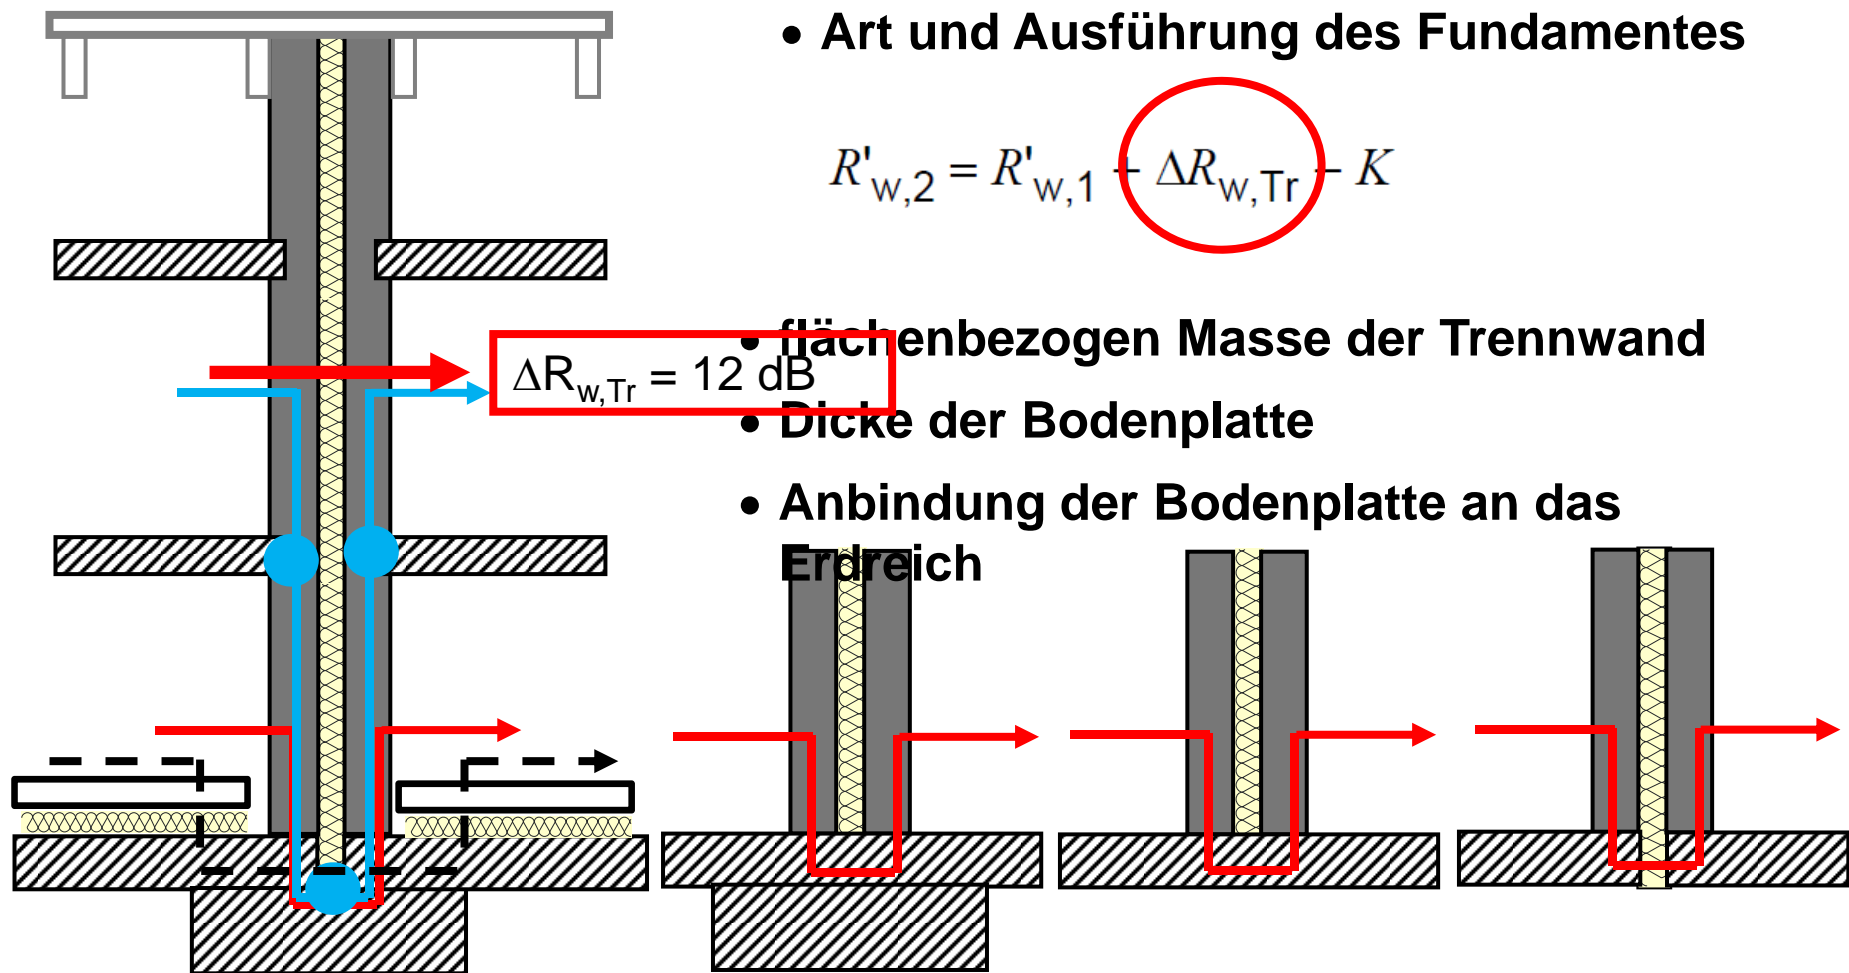 • Art und Ausführung des Fundamentes
R'w,2 = R'w,1 + ΔRw,Tr − K
• flächenbezogen Masse der Trennwand
ΔRw,Tr = 12 dB
• Dicke der Bodenplatte
• Anbindung der Bodenplatte an das
Erdreich